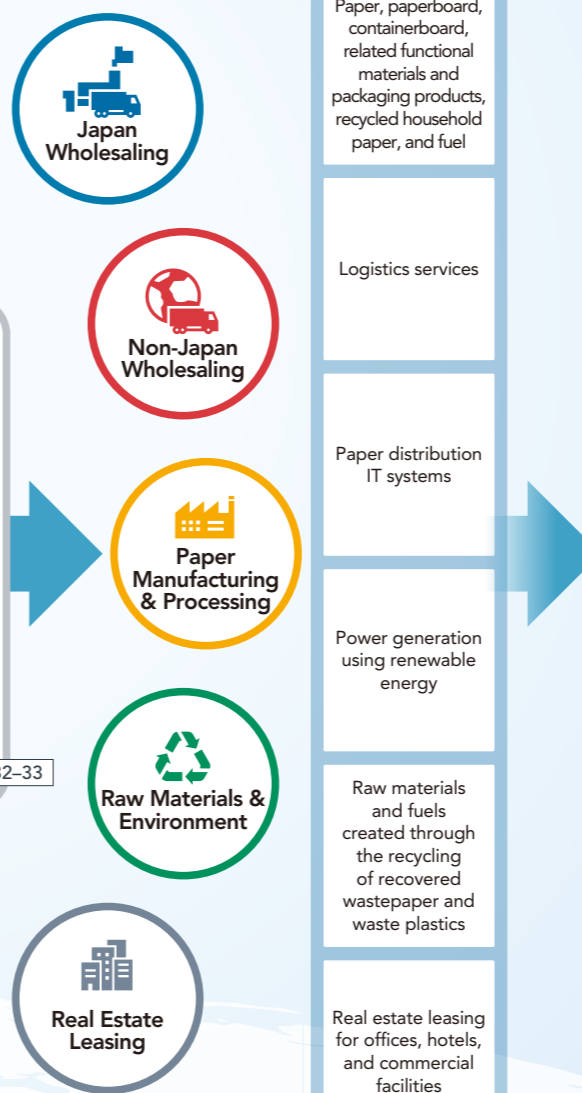 Japan
Wholesaling
Non-Japan
Wholesaling
Paper
Manufacturing
& Processing
Raw Materials &
Environment
Real Estate
Leasing
2–33
Paper, paperboard,
containerboard,
related functional
materials and
packaging products,
recycled household
paper, and fuel
Logistics services
Paper distribution
IT systems
Power generation
using renewable
energy
Raw materials
and fuels
created through
the recycling
of recovered
wastepaper and
waste plastics
Real estate leasing
for offices, hotels,
and commercial
facilities